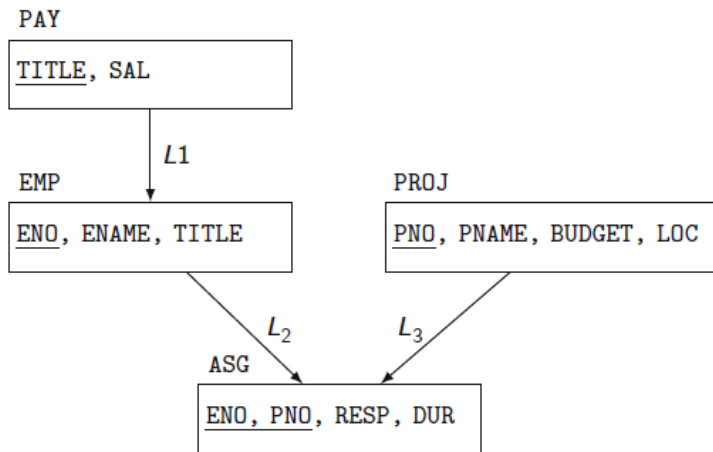 PAY
TITLE, SAL
L1
EMP
PROJ
ENO, ENAME, TITLE
PNO, PNAME, BUDGET, LOC
L2
L3
ASG
ENO, PNO, RESP, DUR